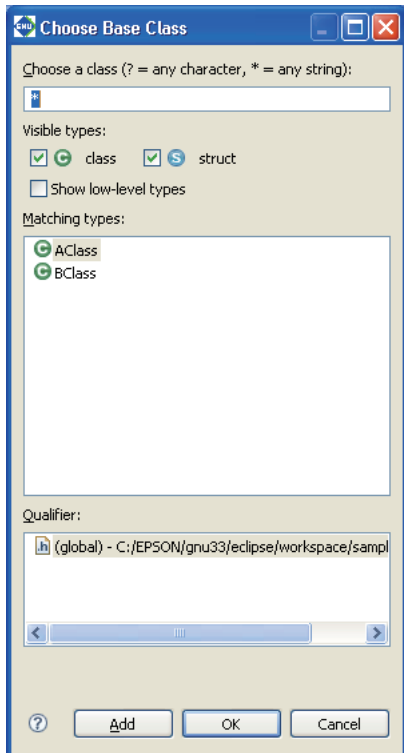 GNU Choose Base Class
Choose a class (? = any character, * = any string):
*
Visible types:
C class S struct
Show low-level types
Matching types:
C AClass
C BClass
Qualifier:
.h (global) - C:/EPSON/gnu33/eclipse/workspace/sampl
? Add OK Cancel